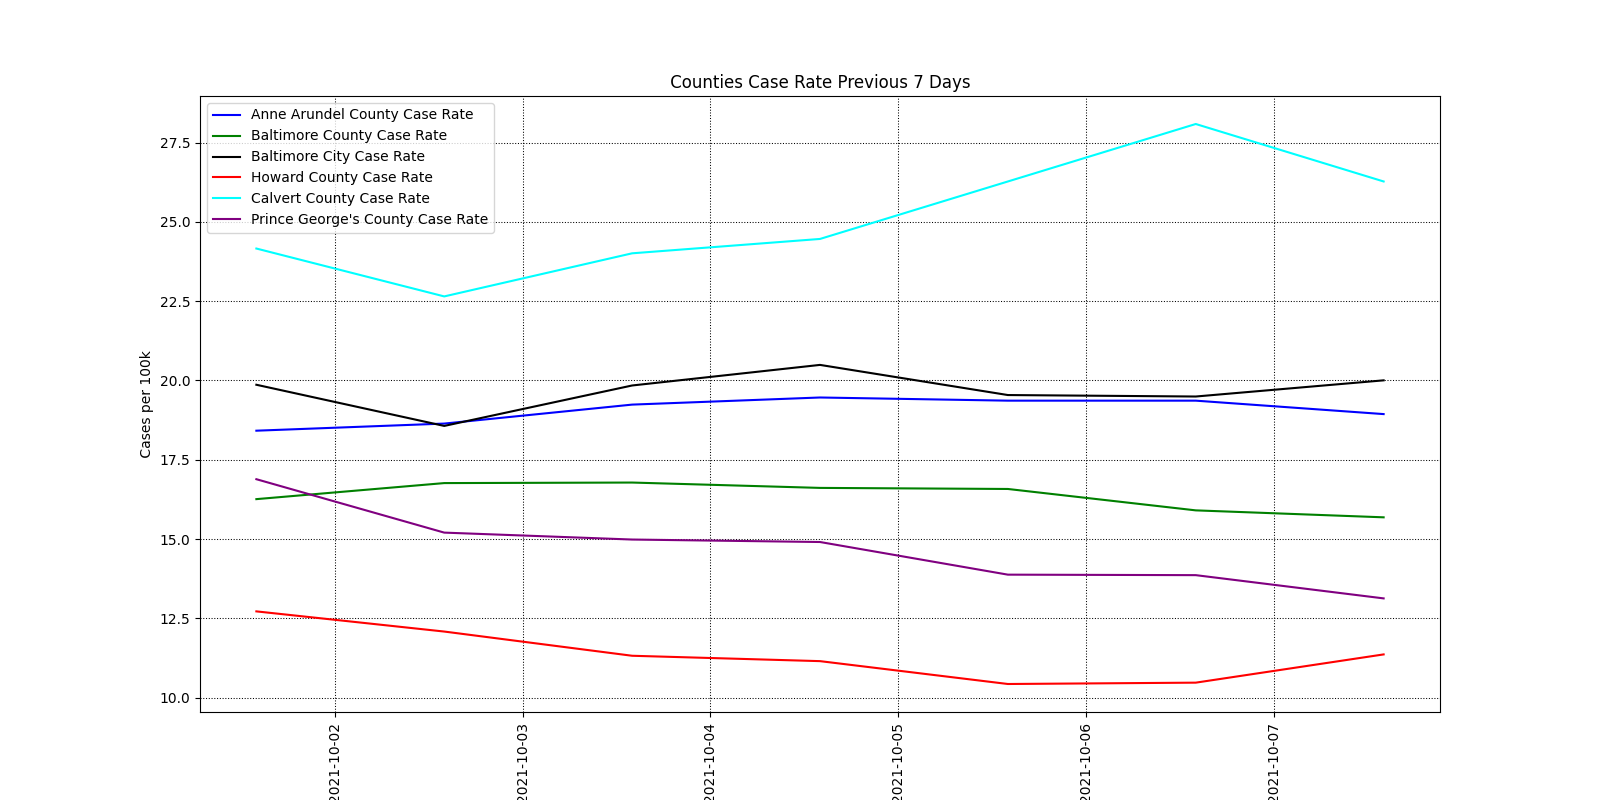 Counties Case Rate Previous 7 Days
Anne Arundel County Case Rate
Baltimore County Case Rate
Baltimore City Case Rate
Howard County Case Rate
Calvert County Case Rate
Prince George's County Case Rate
Cases per 100k
27.5
25.0
22.5
20.0
17.5
15.0
12.5
10.0
2021-10-02
2021-10-03
2021-10-04
2021-10-05
2021-10-06
2021-10-07